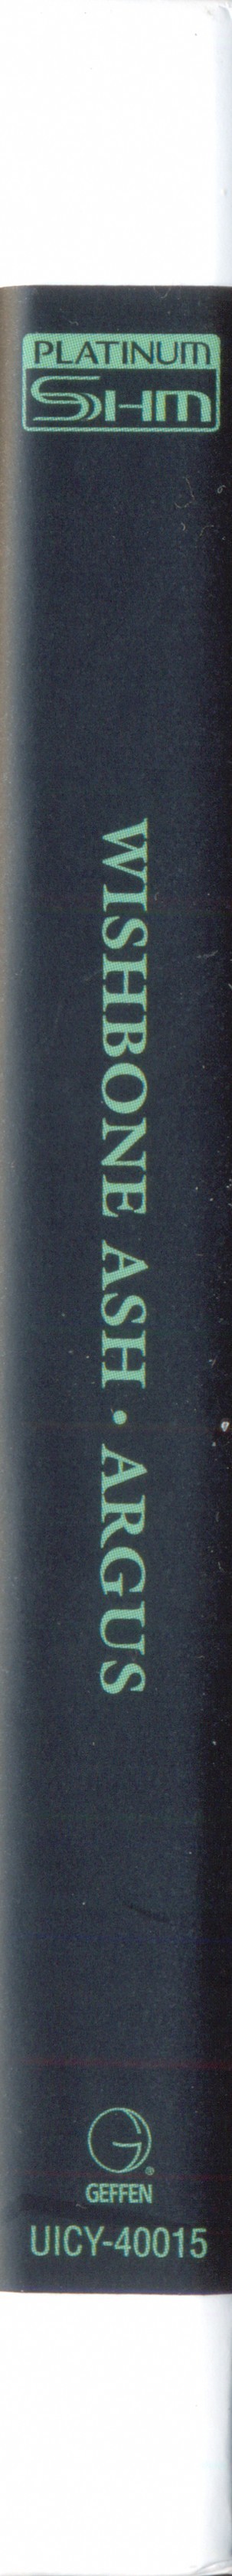 PLATINUM
SHM
WISHBONE ASH • ARGUS
GEFFEN
UICY-40015